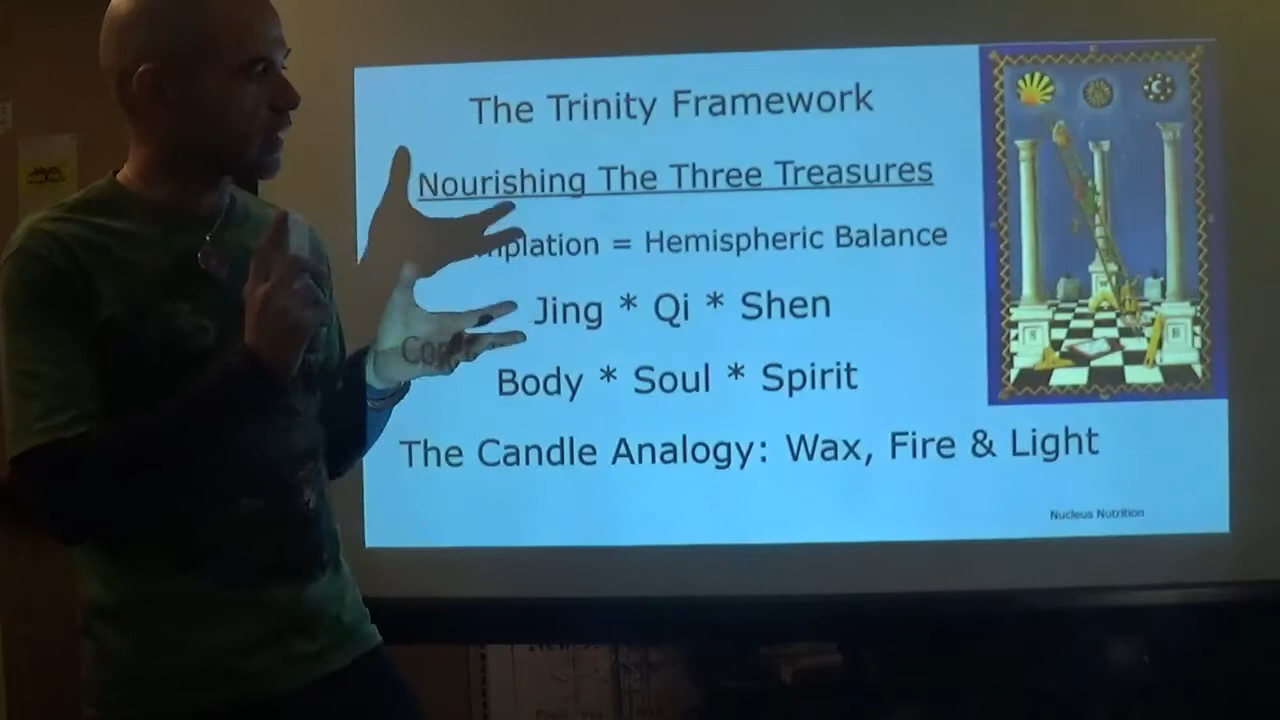 The Trinity Framework
Nourishing The Three Treasures
= Hemispheric Balance
Jing * Qi * Shen
Body * Soul * Spirit
The Candle Analogy: Wax, Fire & Light
Nucleus Nutrition